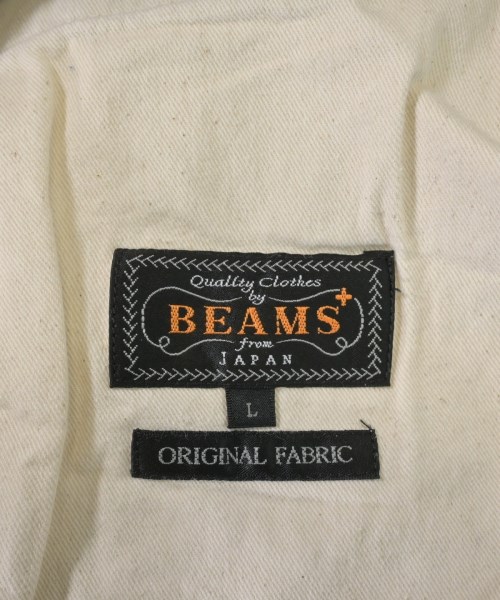 Quality Clothes
by
BEAMS+
from
JAPAN
L
ORIGINAL FABRIC